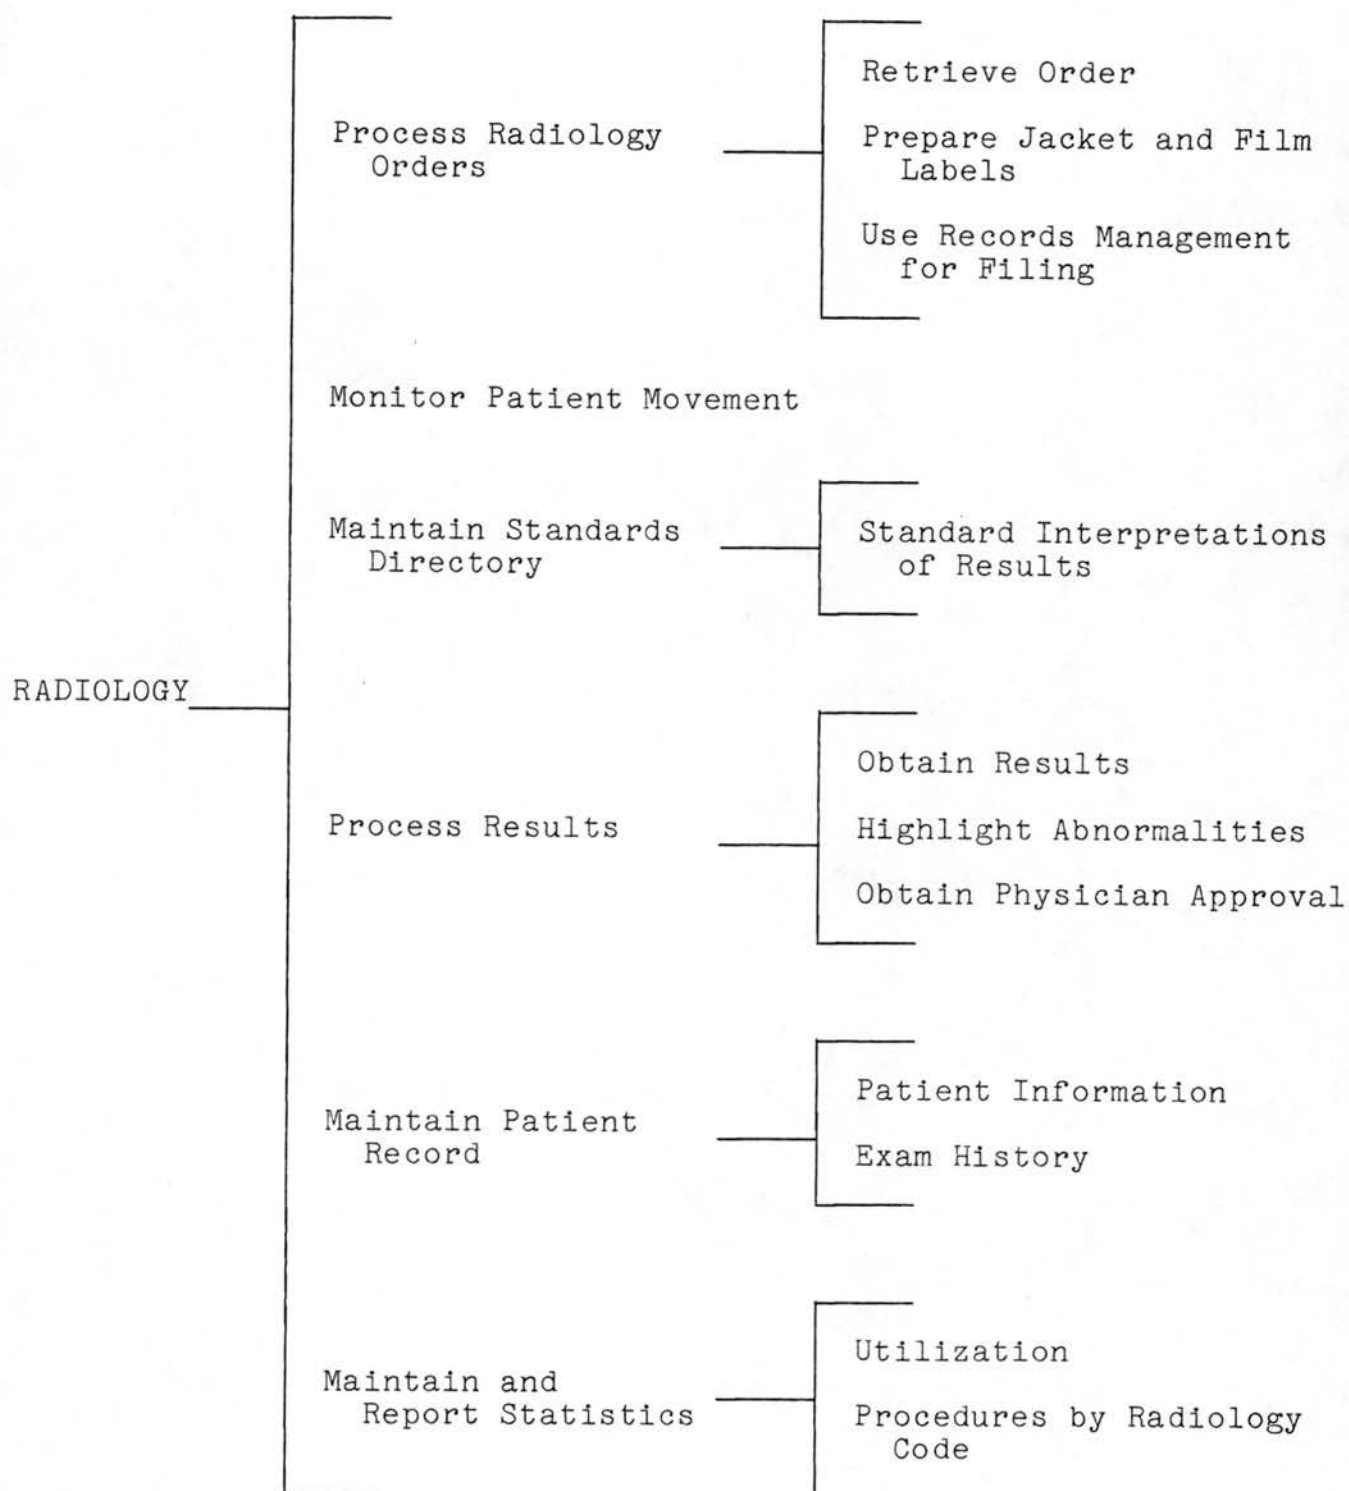 Process Radiology
Orders
Retrieve Order
Prepare Jacket and Film
Labels
Use Records Management
for Filing
Monitor Patient Movement
Maintain Standards
Directory
Standard Interpretations
of Results
RADIOLOGY
Process Results
Obtain Results
Highlight Abnormalities
Obtain Physician Approval
Maintain Patient
Record
Patient Information
Exam History
Maintain and
Report Statistics
Utilization
Procedures by Radiology
Code